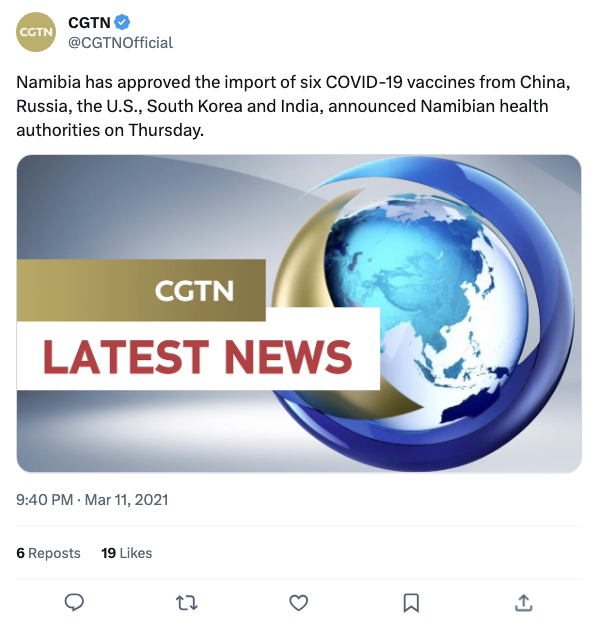 CGTN
CGTN
@CGTNOfficial
Namibia has approved the import of six COVID-19 vaccines from China,
Russia, the U.S., South Korea and India, announced Namibian health
authorities on Thursday.
CGTN
LATEST NEWS
9:40 PM · Mar 11, 2021
6 Reposts 19 Likes